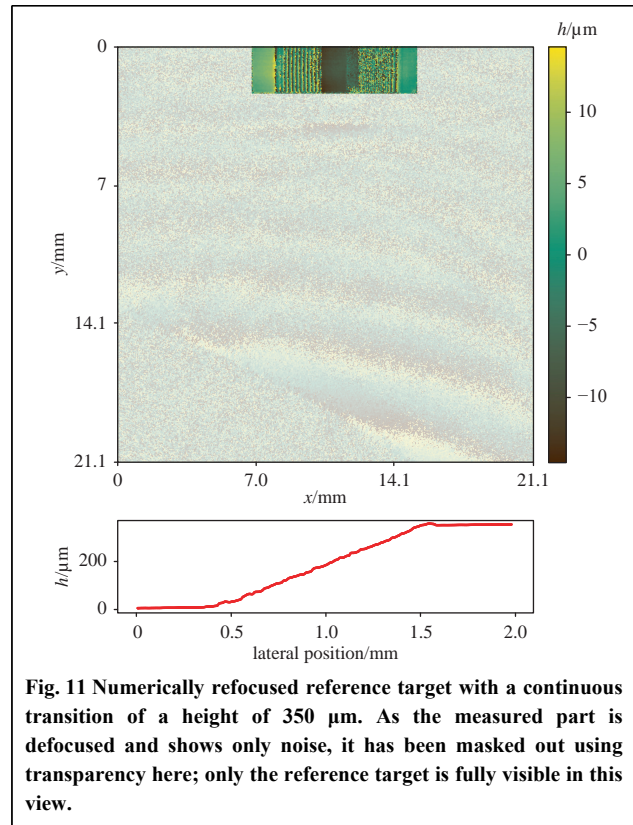 h/µm
0
7
14.1
21.1
y/mm
0
7.0
14.1
21.1
x/mm
10
5
0
−5
−10
h/µm
200
0
0
0.5
1.0
1.5
2.0
lateral position/mm
Fig. 11 Numerically refocused reference target with a continuous
transition of a height of 350 µm. As the measured part is
defocused and shows only noise, it has been masked out using
transparency here; only the reference target is fully visible in this
view.